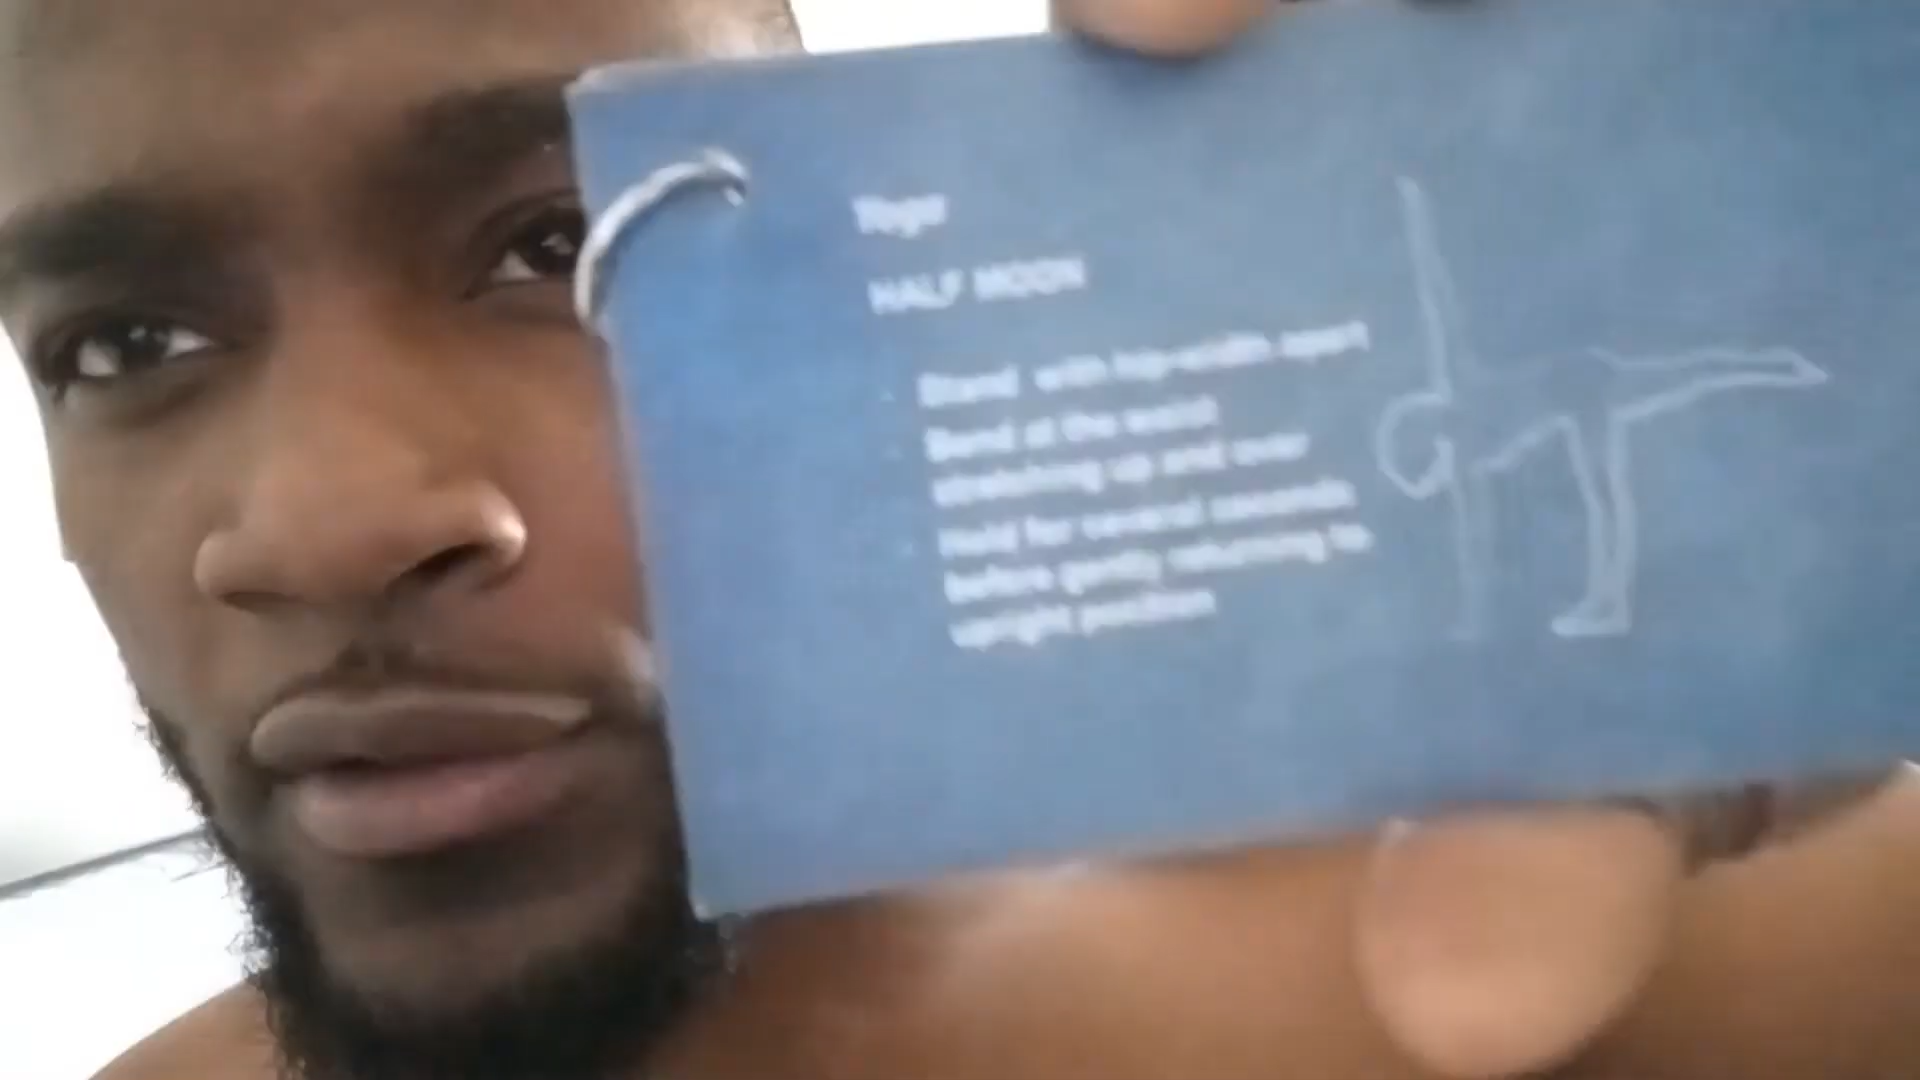 Yoga
HALF MOON
Stand with hip-width apart
Bend at the waist
stretching up and over
Hold for several seconds
before gently returning to
upright position